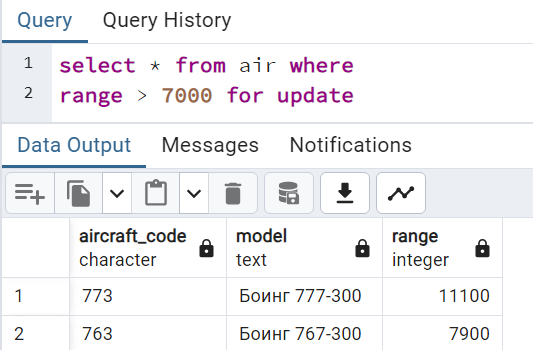 Query Query History
1 select * from air where
2 range > 7000 for update
Data Output Messages Notifications
aircraft_code model range
character text integer
1 773 Боинг 777-300 11100
2 763 Боинг 767-300 7900